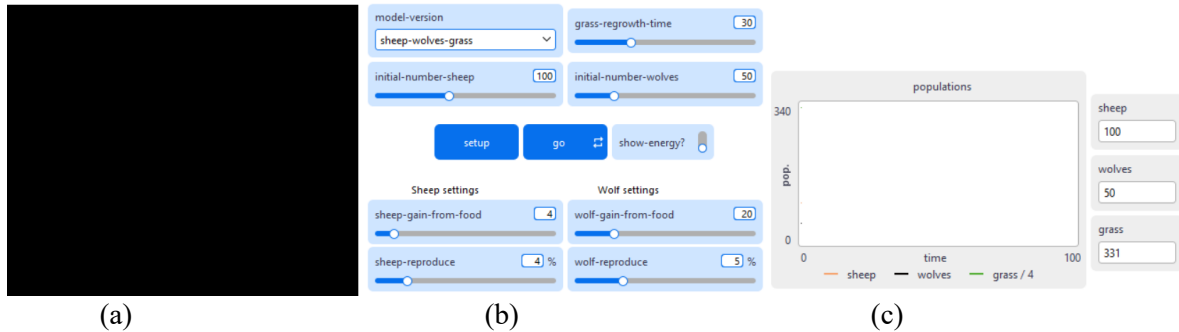 model-version
sheep-wolves-grass
grass-regrowth-time 30
initial-number-sheep 100
initial-number-wolves 50
setup
go
show-energy?
Sheep settings
Wolf settings
sheep-gain-from-food 4
wolf-gain-from-food 20
sheep-reproduce 4 %
wolf-reproduce 5 %
populations
340
pop.
0
0 time 100
sheep wolves grass / 4
sheep
100
wolves
50
grass
331
(a) (b) (c)